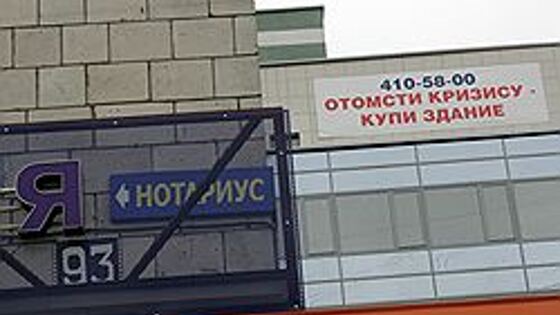 410-58-00
ОТОМСТИ КРИЗИСУ -
КУПИ ЗДАНИЕ
НОТАРИУС
Я
93